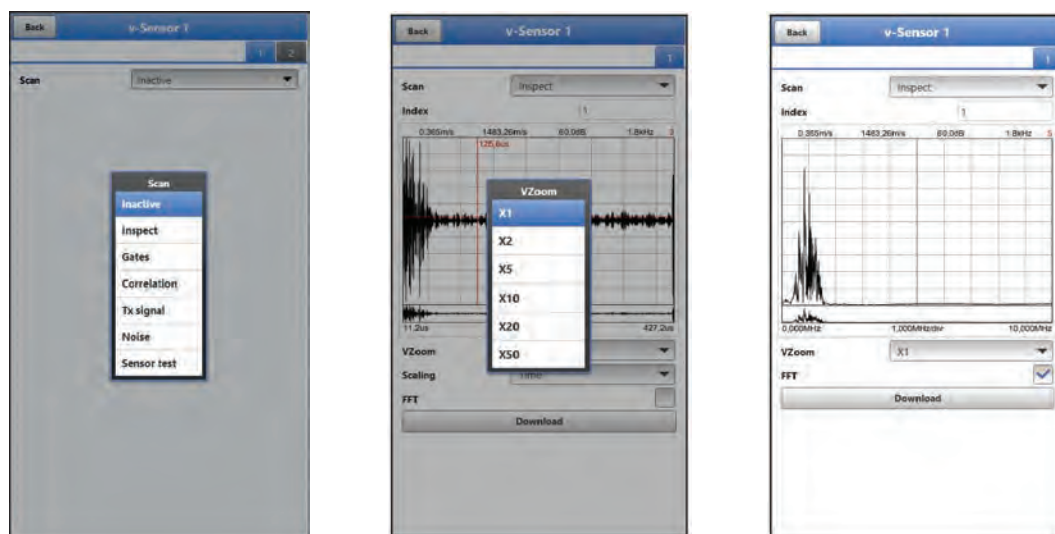 Back
v-Sensor 1
1 2
Scan
Inactive
Scan
Inactive
Inspect
Gates
Correlation
Tx signal
Noise
Sensor test
Back
v-Sensor 1
1
Scan
Inspect
Index
1
0.365m/s 1483,26m/s 60.0dB 1.8kHz S
125,6us
VZoom
X1
X2
X5
X10
X20
X50
11,2us
427,2us
VZoom
Scaling
Time
FFT
Download
Back
v-Sensor 1
1
Scan
Inspect
Index
1
0.365m/s 1483,26m/s 60.0dB 1.8kHz S
0,000MHz 1,000MHz/div 10,000MHz
VZoom
X1
FFT
Download